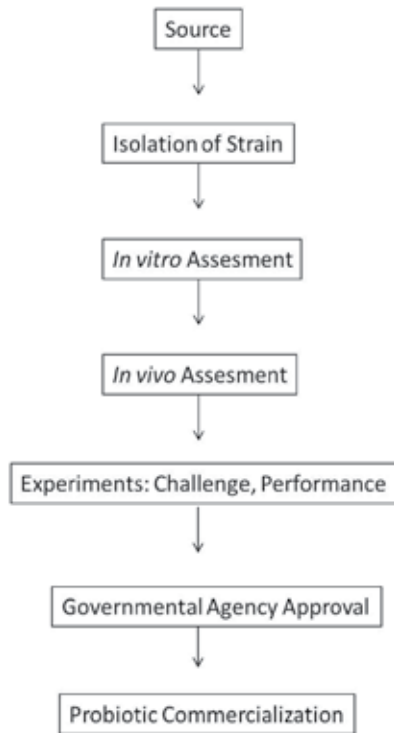 Source
Isolation of Strain
In vitro Assesment
In vivo Assesment
Experiments: Challenge, Performance
Governmental Agency Approval
Probiotic Commercialization